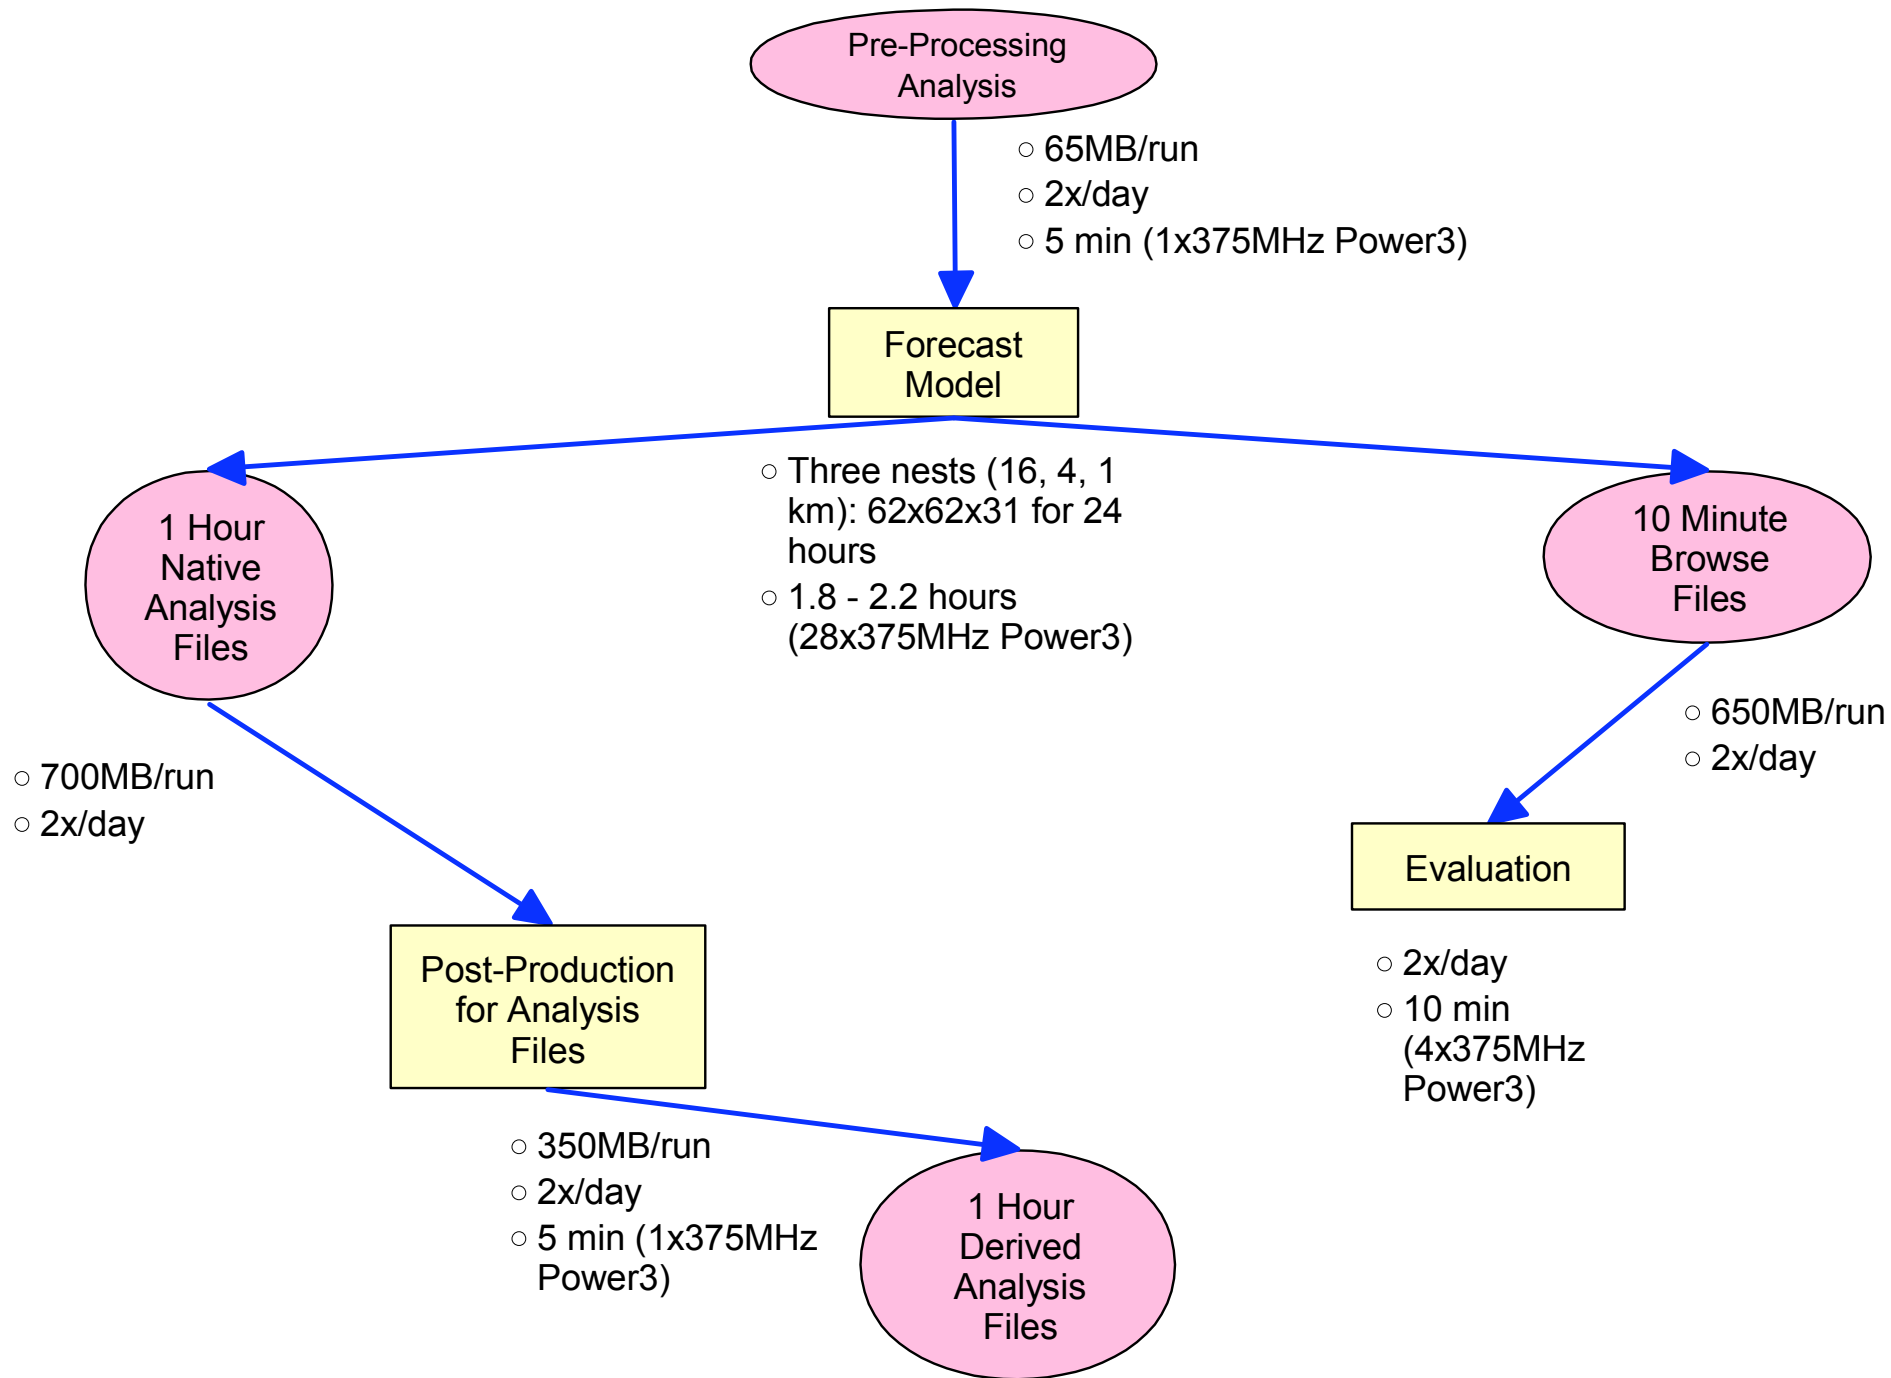 Pre-Processing
Analysis
○ 65MB/run
○ 2x/day
○ 5 min (1x375MHz Power3)
Forecast
Model
○ Three nests (16, 4, 1
km): 62x62x31 for 24
hours
○ 1.8 - 2.2 hours
(28x375MHz Power3)
1 Hour
Native
Analysis
Files
10 Minute
Browse
Files
○ 700MB/run
○ 2x/day
○ 650MB/run
○ 2x/day
Evaluation
○ 2x/day
○ 10 min
(4x375MHz
Power3)
Post-Production
for Analysis
Files
○ 350MB/run
○ 2x/day
○ 5 min (1x375MHz
Power3)
1 Hour
Derived
Analysis
Files